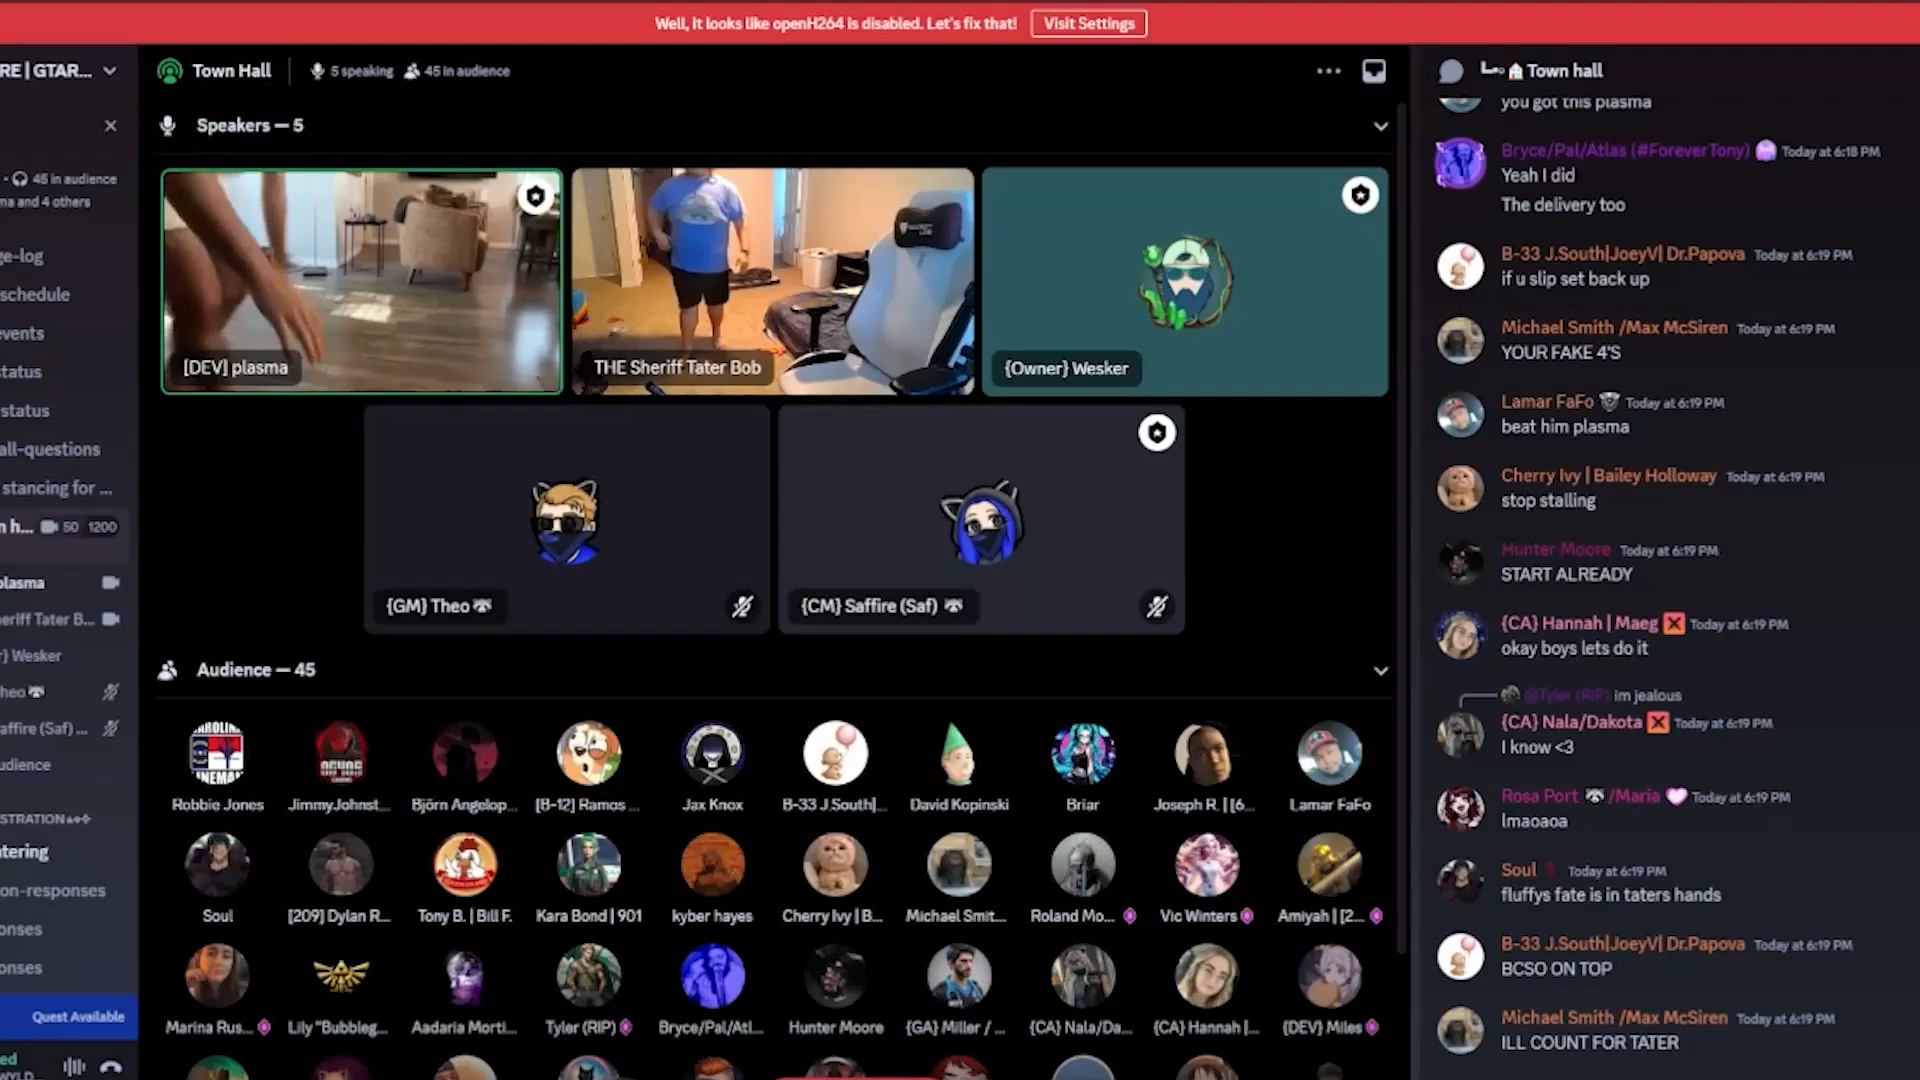 Well, it looks like openH264 is disabled. Let's fix that!
Visit Settings
RE | GTAR...
45 in audience
ma and 4 others
ge-log
schedule
events
status
status
all-questions
stancing for ...
n h... 50 1200
plasma
eriff Tater B...
r} Wesker
heo
affire (Saf) ...
udience
STRATION
tering
on-responses
onses
onses
Quest Available
ed
Town Hall
5 speaking
45 in audience
Speakers — 5
[DEV] plasma
THE Sheriff Tater Bob
{Owner} Wesker
{GM} Theo
{CM} Saffire (Saf)
Audience — 45
Robbie Jones
JimmyJohnst...
Björn Angelop...
[B-12] Ramos ...
Jax Knox
B-33 J.South|...
David Kopinski
Briar
Joseph R. | [6...
Lamar FaFo
Soul
[209] Dylan R...
Tony B. | Bill F.
Kara Bond | 901
kyber hayes
Cherry Ivy | B...
Michael Smit...
Roland Mo...
Vic Winters
Amiyah | [2...
Marina Rus...
Lily "Bubbleg...
Aadaria Morti...
Tyler (RIP)
Bryce/Pal/Atl...
Hunter Moore
{GA} Miller / ...
{CA} Nala/Da...
{CA} Hannah |...
{DEV} Miles
Town hall
you got this plasma
Bryce/Pal/Atlas (#ForeverTony) Today at 6:18 PM
Yeah I did
The delivery too
B-33 J.South|JoeyV| Dr.Papova Today at 6:19 PM
if u slip set back up
Michael Smith /Max McSiren Today at 6:19 PM
YOUR FAKE 4'S
Lamar FaFo Today at 6:19 PM
beat him plasma
Cherry Ivy | Bailey Holloway Today at 6:19 PM
stop stalling
Hunter Moore Today at 6:19 PM
START ALREADY
{CA} Hannah | Maeg Today at 6:19 PM
okay boys lets do it
@Tyler (RIP) im jealous
{CA} Nala/Dakota Today at 6:19 PM
I know <3
Rosa Port /Maria Today at 6:19 PM
lmaoaoa
Soul Today at 6:19 PM
fluffys fate is in taters hands
B-33 J.South|JoeyV| Dr.Papova Today at 6:19 PM
BCSO ON TOP
Michael Smith /Max McSiren Today at 6:19 PM
ILL COUNT FOR TATER